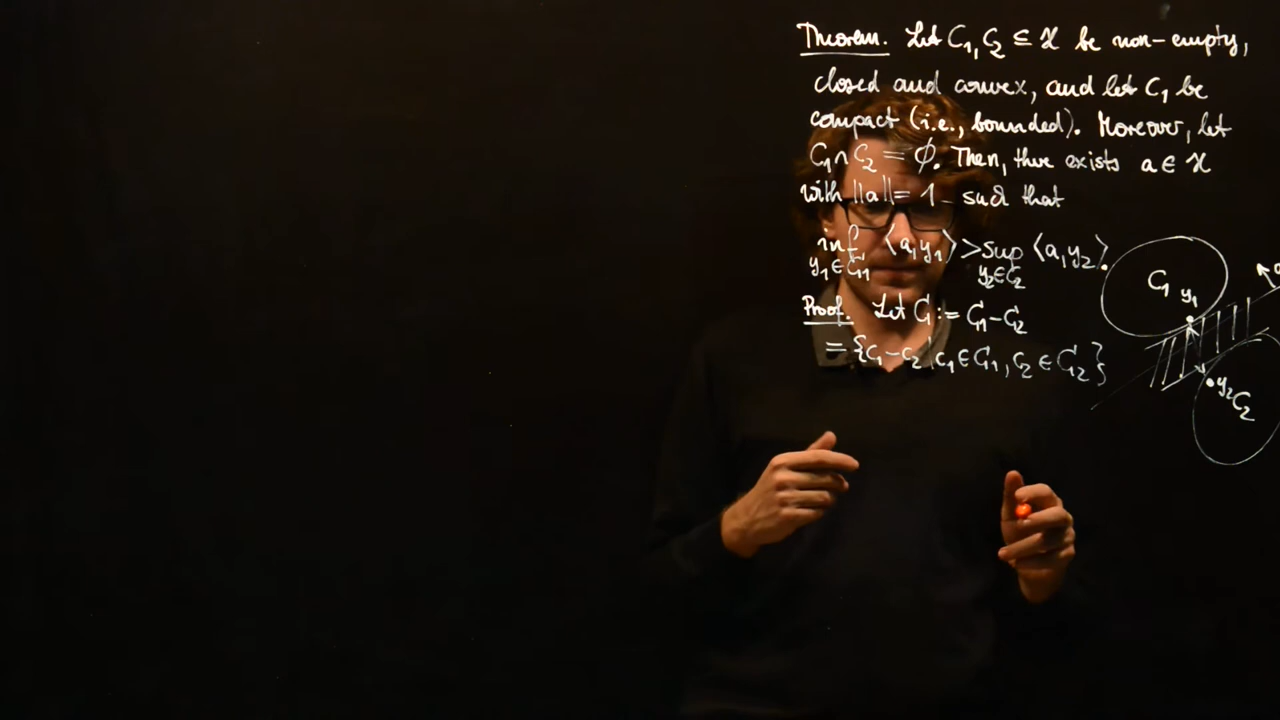 Theorem. Let C₁, C₂ ⊆ 𝓗 be non-empty,
closed and convex, and let C₁ be
compact (i.e., bounded). Moreover, let
C₁ ∩ C₂ = ∅. Then, there exists a ∈ 𝓗
with ||a|| = 1 such that
inf ⟨a, y₁⟩ > sup ⟨a, y₂⟩.
y₁ ∈ C₁ y₂ ∈ C₂
Proof. Let C := C₁ - C₂
= {c₁ - c₂ | c₁ ∈ C₁, c₂ ∈ C₂}
C₁ y₁
y₂ C₂